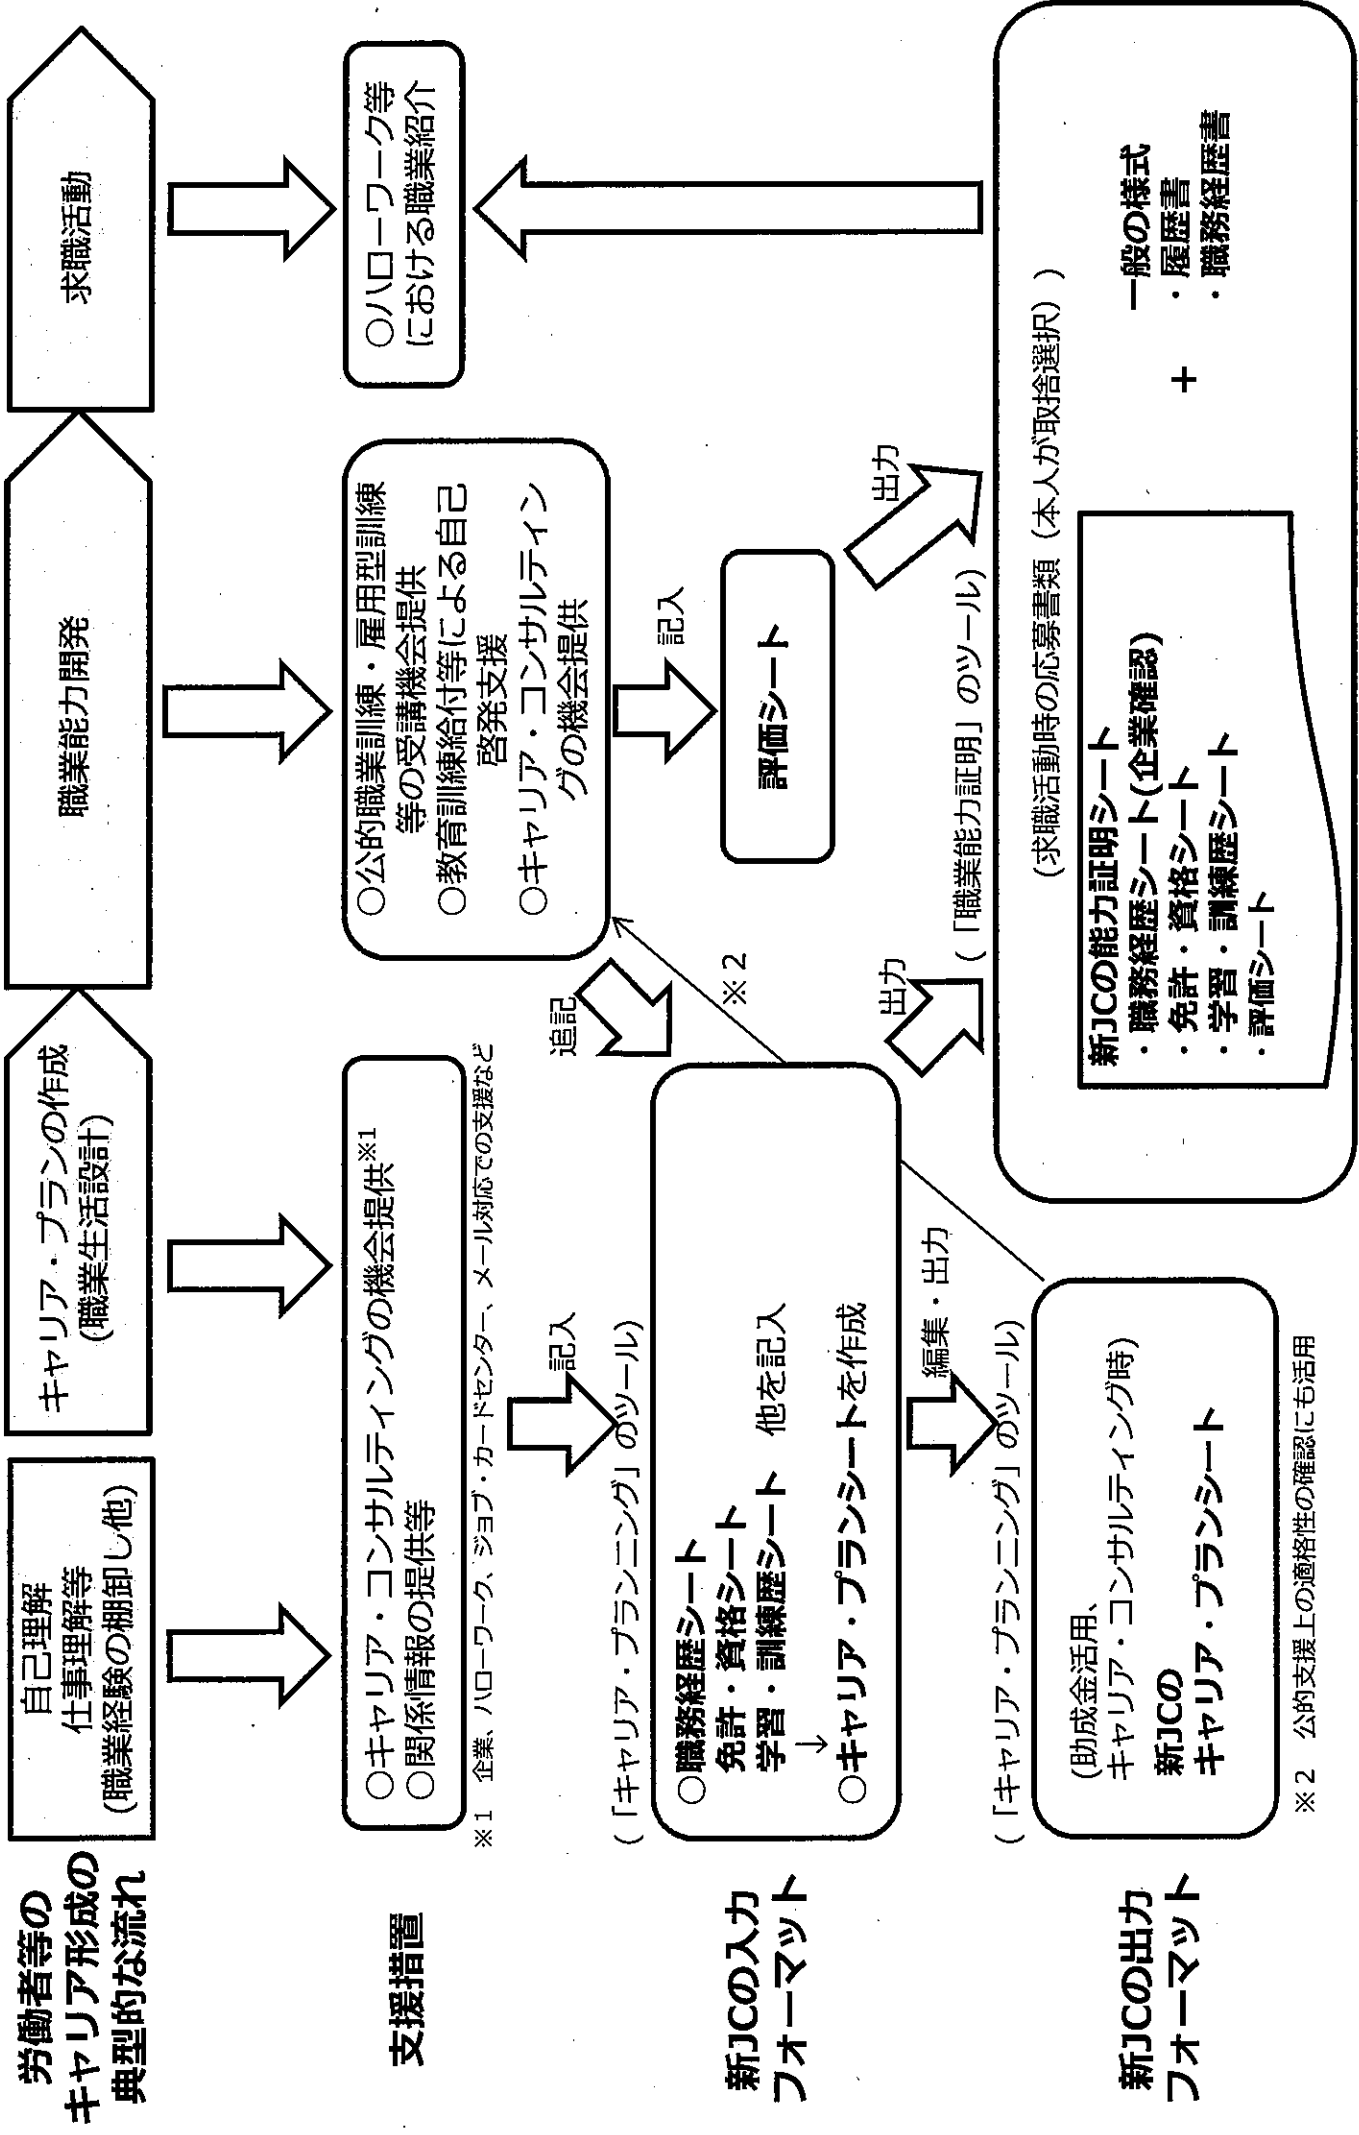 労働者等の
キャリア形成の
典型的な流れ
自己理解
仕事理解等
(職業経験の棚卸し他)
キャリア・プランの作成
(職業生活設計)
職業能力開発
求職活動
支援措置
○キャリア・コンサルティングの機会提供※1
○関係情報の提供等
※1 企業、ハローワーク、ジョブ・カードセンター、メール対応での支援など
○公的職業訓練・雇用型訓練
等の受講機会提供
○教育訓練給付等による自己
啓発支援
○キャリア・コンサルティン
グの機会提供
○ハローワーク等
における職業紹介
記入
追記
記入
※2
新JCの入力
フォーマット
(「キャリア・プランニング」のツール)
○職務経歴シート
免許・資格シート
学習・訓練歴シート 他を記入
↓
○キャリア・プランシートを作成
評価シート
編集・出力
出力
出力
新JCの出力
フォーマット
(「キャリア・プランニング」のツール)
(助成金活用、
キャリア・コンサルティング時)
新JCの
キャリア・プランシート
※2 公的支援上の適格性の確認にも活用
(「職業能力証明」のツール)
(求職活動時の応募書類(本人が取捨選択))
新JCの能力証明シート
・職務経歴シート(企業確認)
・免許・資格シート
・学習・訓練歴シート
・評価シート
+
一般の様式
・履歴書
・職務経歴書